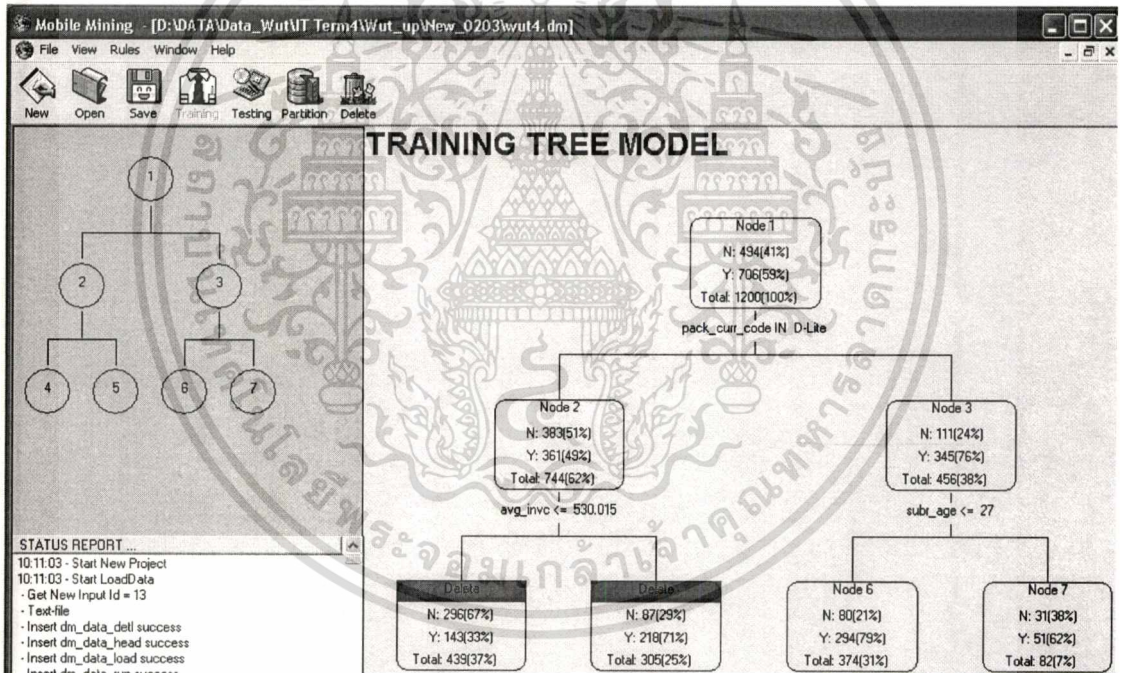 Mobile Mining - [D:\DATA\Data_Wut\IT Term4\Wut_up\New_0203\wut4.dm]
File View Rules Window Help
New Open Save Training Testing Partition Delete
1
2 3
4 5 6 7
TRAINING TREE MODEL
Node 1
N: 494(41%)
Y: 706(59%)
Total: 1200(100%)
pack_curr_code IN D-Lite
Node 2
N: 383(51%)
Y: 361(49%)
Total: 744(62%)
avg_invc <= 530.015
Node 3
N: 111(24%)
Y: 345(76%)
Total: 456(38%)
subr_age <= 27
Delete
N: 296(67%)
Y: 143(33%)
Total: 439(37%)
Delete
N: 87(29%)
Y: 218(71%)
Total: 305(25%)
Node 6
N: 80(21%)
Y: 294(79%)
Total: 374(31%)
Node 7
N: 31(38%)
Y: 51(62%)
Total: 82(7%)
STATUS REPORT ...
10:11:03 - Start New Project
10:11:03 - Start LoadData
- Get New Input Id = 13
- Text-file
- Insert dm_data_detl success
- Insert dm_data_head success
- Insert dm_data_load success
- Insert dm_data_run success